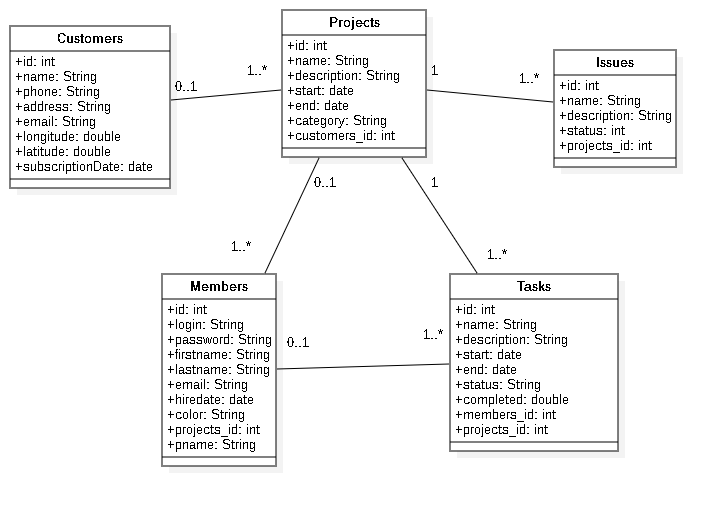 Customers
+id: int
+name: String
+phone: String
+address: String
+email: String
+longitude: double
+latitude: double
+subscriptionDate: date
0..1
1..*
Projects
+id: int
+name: String
+description: String
+start: date
+end: date
+category: String
+customers_id: int
1
1..*
Issues
+id: int
+name: String
+description: String
+status: int
+projects_id: int
0..1
1..*
1
1..*
Members
+id: int
+login: String
+password: String
+firstname: String
+lastname: String
+email: String
+hiredate: date
+color: String
+projects_id: int
+pname: String
0..1
1..*
Tasks
+id: int
+name: String
+description: String
+start: date
+end: date
+status: String
+completed: double
+members_id: int
+projects_id: int